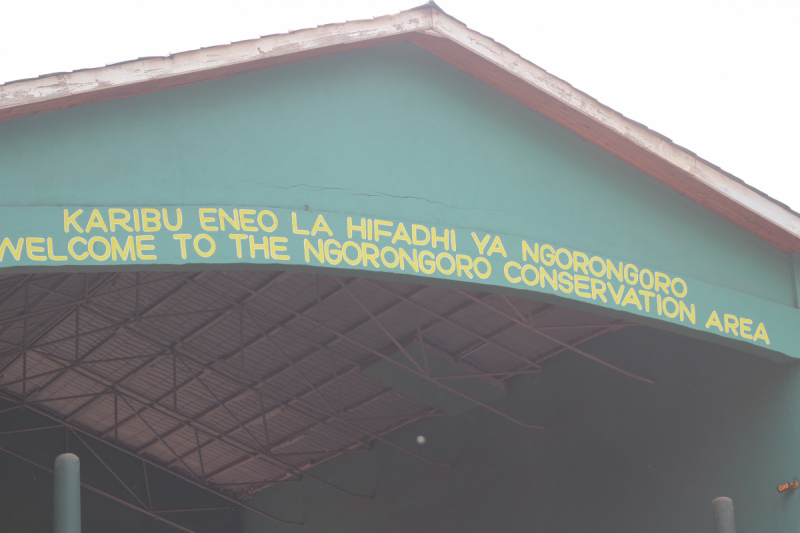 KARIBU ENEO LA HIFADHI YA NGORONGORO
WELCOME TO THE NGORONGORO CONSERVATION AREA